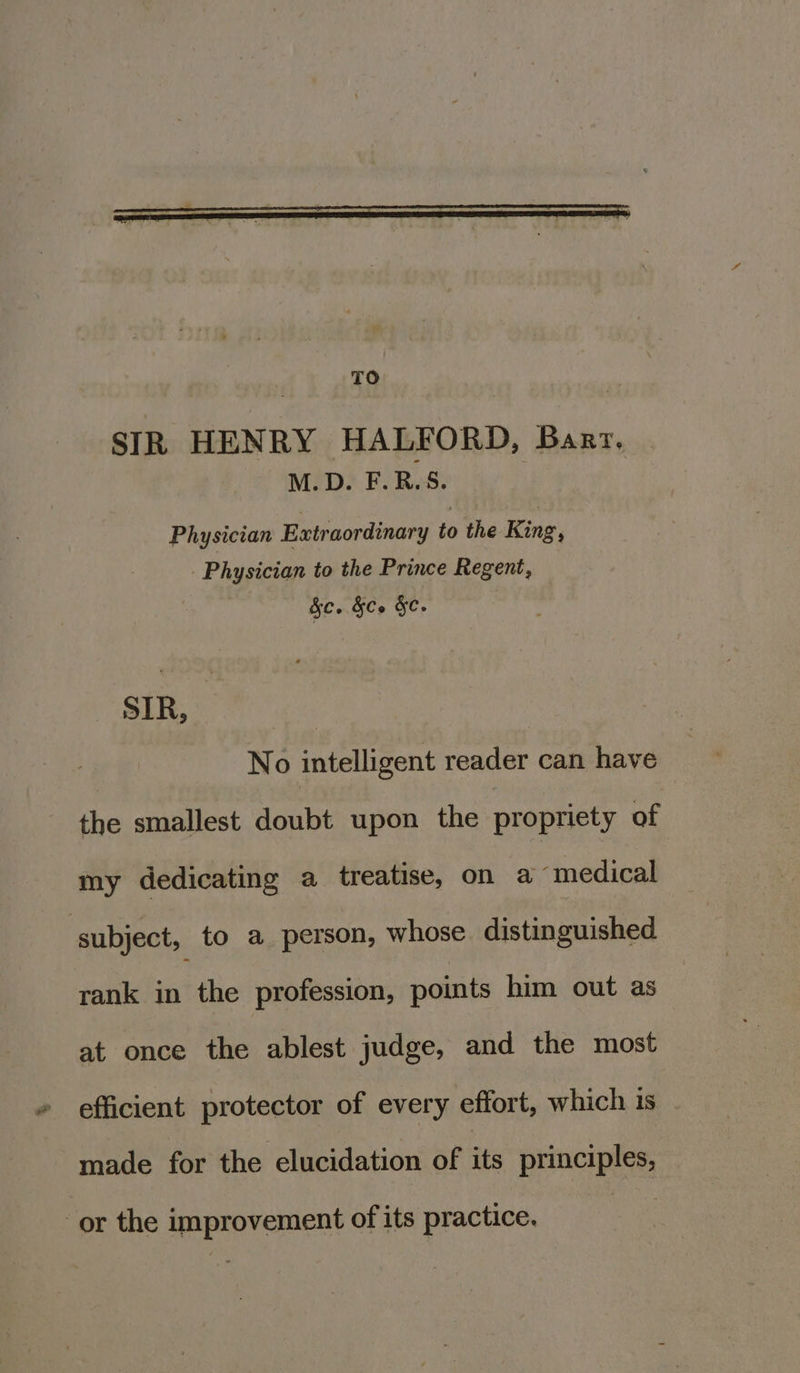 TO
SIR HENRY HALFORD, BART.
M.D. F.R.S.
Physician Extraordinary to the King,
Physician to the Prince Regent,
&c. &c. &c.
SIR,
No intelligent reader can have
the smallest doubt upon the propriety of
my dedicating a treatise, on a medical
subject, to a person, whose distinguished
rank in the profession, points him out as
at once the ablest judge, and the most
efficient protector of every effort, which is
made for the elucidation of its principles,
or the improvement of its practice.